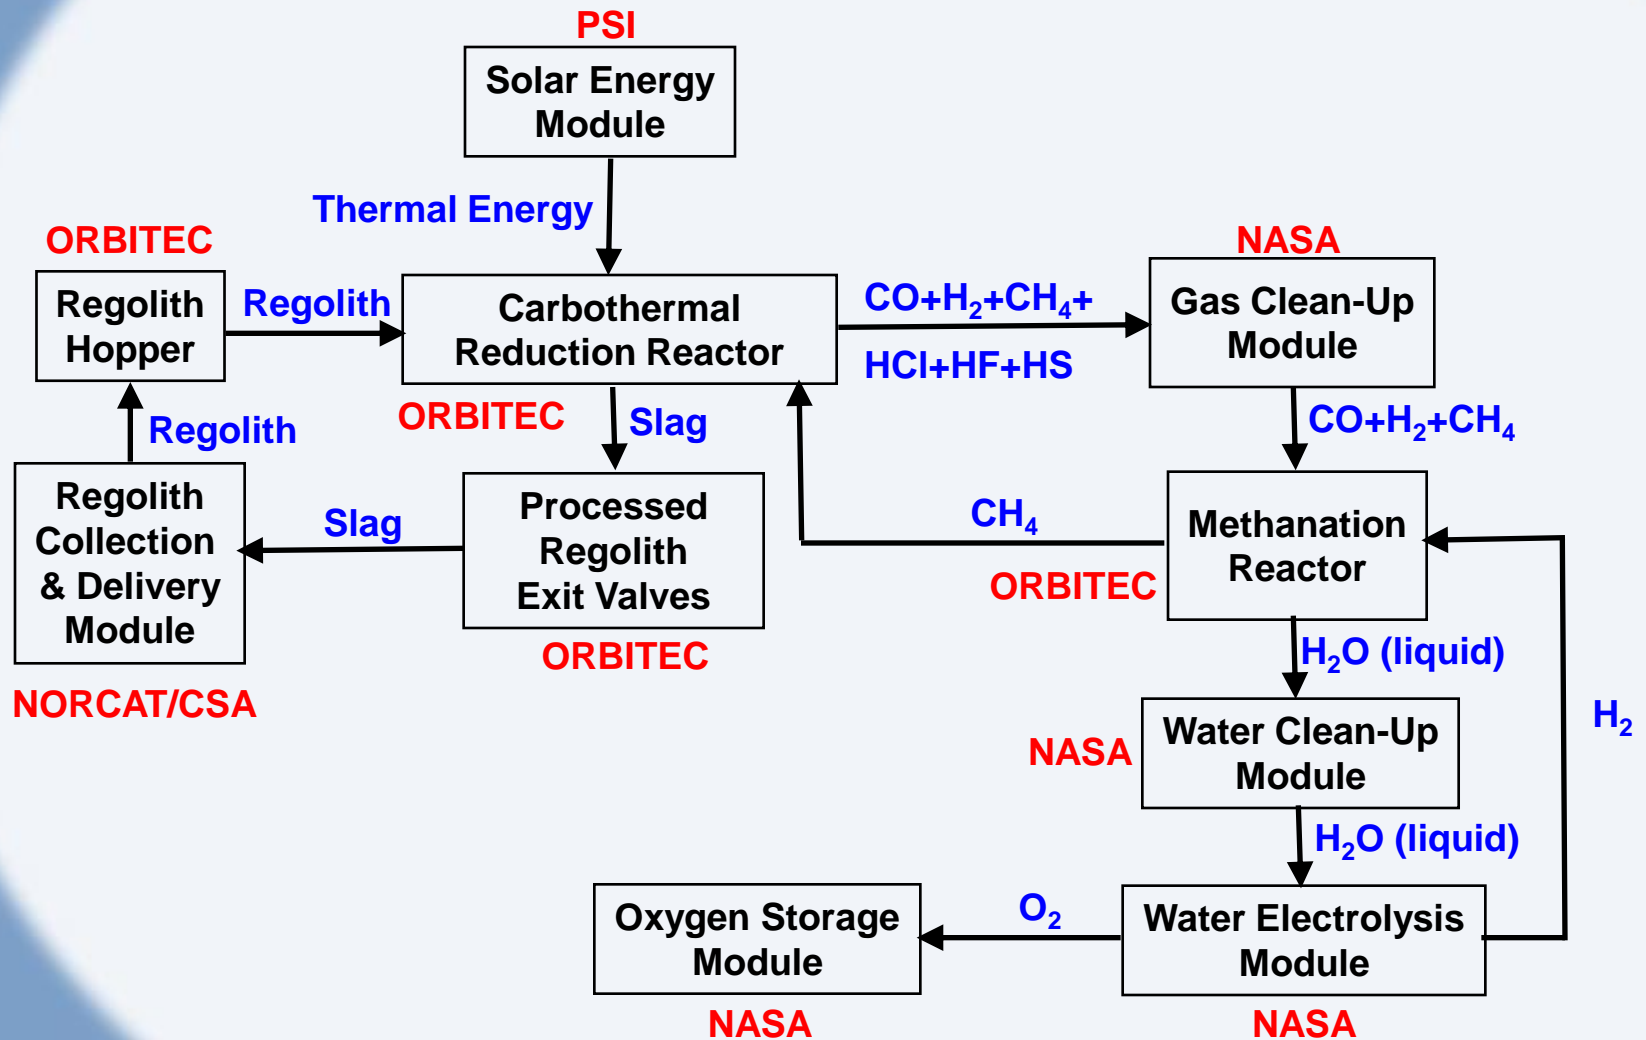 PSI
Solar Energy
Module
Thermal Energy
ORBITEC
Regolith
Hopper
Regolith
Carbothermal
Reduction Reactor
ORBITEC
CO+H₂+CH₄+
HCl+HF+HS
NASA
Gas Clean-Up
Module
CO+H₂+CH₄
Regolith
Slag
Regolith
Collection
& Delivery
Module
NORCAT/CSA
Slag
Processed
Regolith
Exit Valves
ORBITEC
CH₄
Methanation
Reactor
ORBITEC
H₂O (liquid)
H₂
NASA
Water Clean-Up
Module
H₂O (liquid)
Oxygen Storage
Module
NASA
O₂
Water Electrolysis
Module
NASA